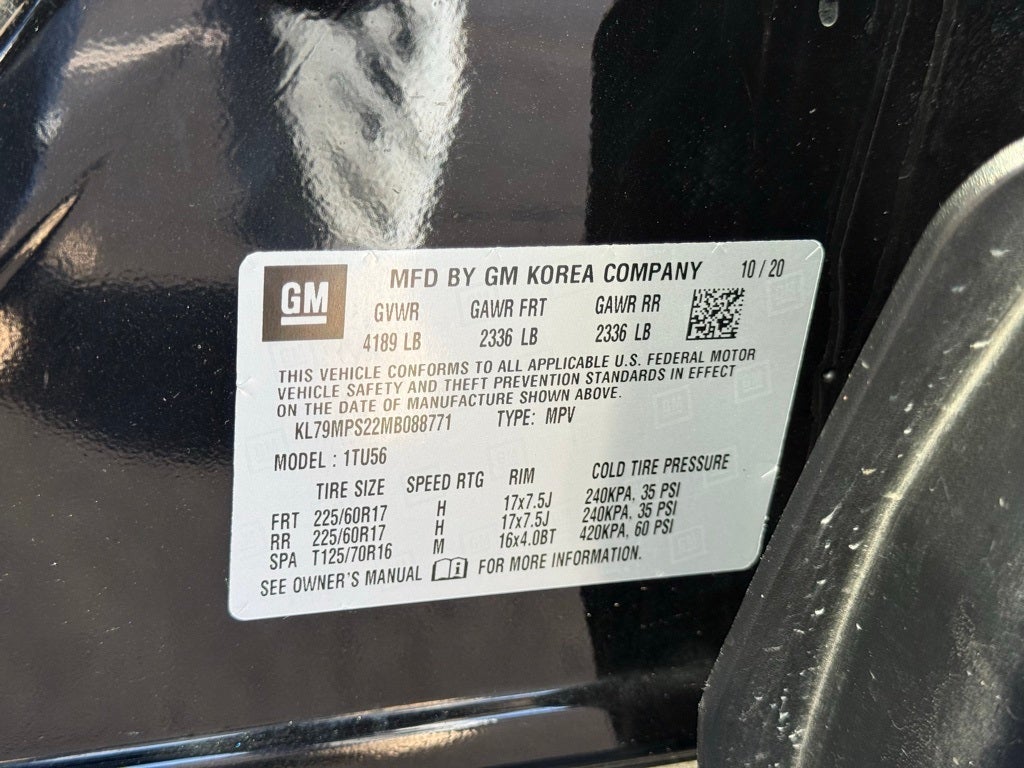 GM MFD BY GM KOREA COMPANY 10/20
GVWR GAWR FRT GAWR RR
4189 LB 2336 LB 2336 LB
THIS VEHICLE CONFORMS TO ALL APPLICABLE U.S. FEDERAL MOTOR
VEHICLE SAFETY AND THEFT PREVENTION STANDARDS IN EFFECT
ON THE DATE OF MANUFACTURE SHOWN ABOVE.
KL79MPS22MB088771 TYPE: MPV
MODEL : 1TU56
TIRE SIZE SPEED RTG RIM COLD TIRE PRESSURE
FRT 225/60R17 H 17x7.5J 240KPA, 35 PSI
RR 225/60R17 H 17x7.5J 240KPA, 35 PSI
SPA T125/70R16 M 16x4.0BT 420KPA, 60 PSI
SEE OWNER'S MANUAL i FOR MORE INFORMATION.